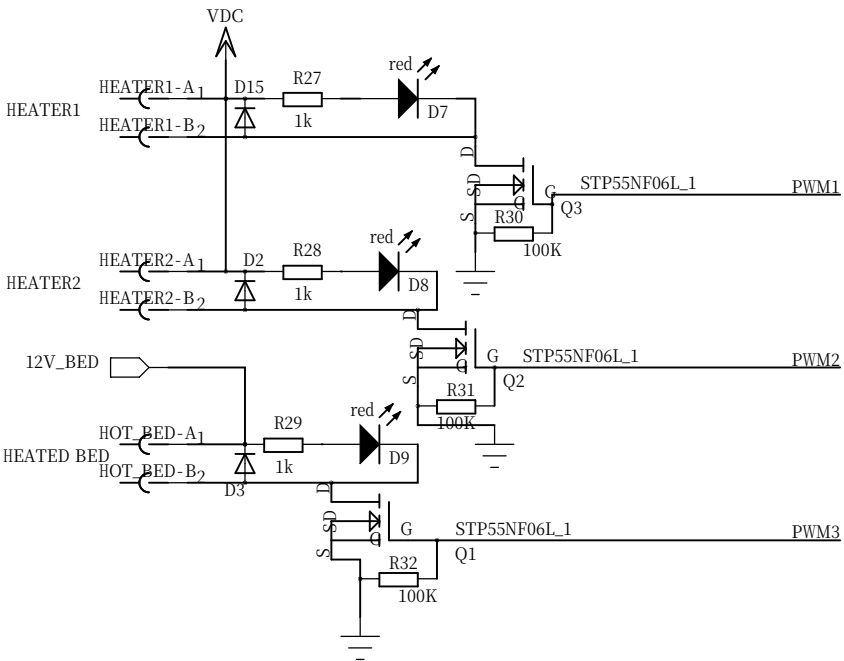 VDC
red
HEATER1-A 1 D15 R27
HEATER1 1k D7
HEATER1-B 2
D
SD G STP55NF06L_1 PWM1
G Q3
S R30
100K
red
HEATER2-A 1 D2 R28
HEATER2 1k D8
HEATER2-B 2
D
SD G STP55NF06L_1 PWM2
12V_BED G Q2
S R31
100K
red
HOT_BED-A 1 R29
HEATED BED 1k D9
HOT_BED-B 2
D3 D
SD G STP55NF06L_1 PWM3
G Q1
S R32
100K